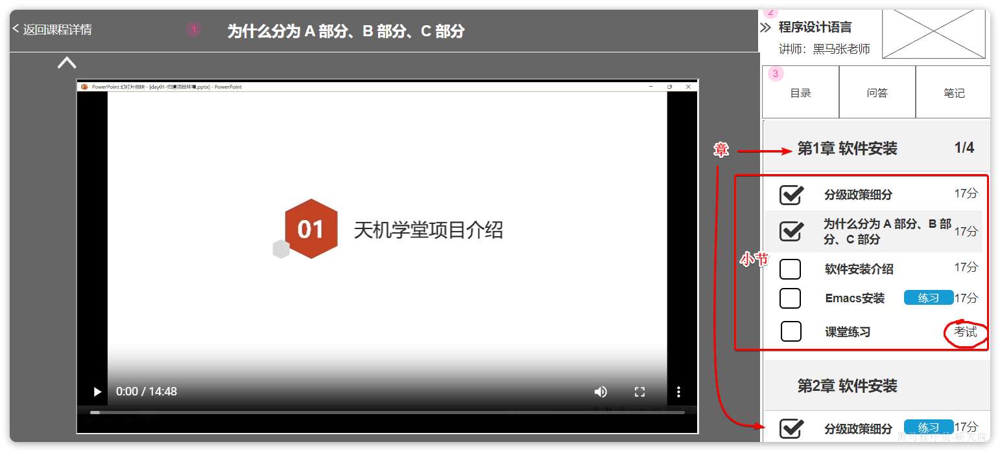 返回课程详情
1
为什么分为 A 部分、B 部分、C 部分
2
程序设计语言
讲师：黑马张老师
3
目录
问答
笔记
PowerPoint 幻灯片放映 - [day01-搭建项目环境.pptx] - PowerPoint
01
天机学堂项目介绍
0:00 / 14:48
章
第1章 软件安装 1/4
小节
分级政策细分 17分
为什么分为 A 部分、B 部
分、C 部分 17分
软件安装介绍 17分
Emacs安装 练习 17分
课堂练习 考试
第2章 软件安装
分级政策细分 练习 17分
黑马程序员-研究院